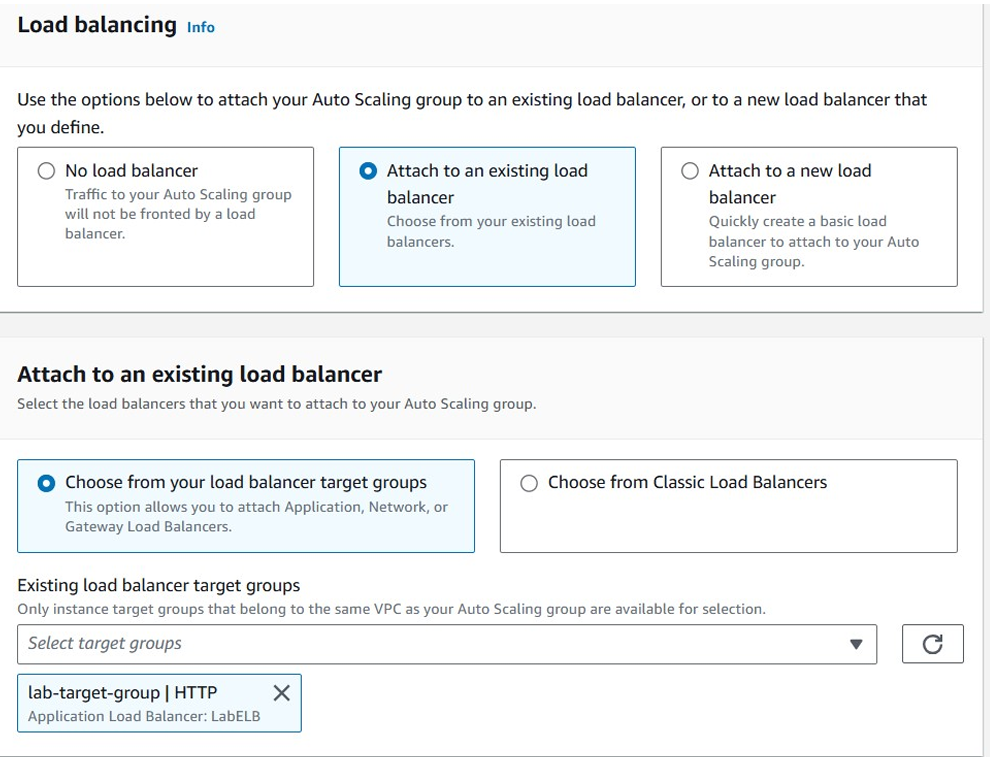 Load balancing Info
Use the options below to attach your Auto Scaling group to an existing load balancer, or to a new load balancer that
you define.
No load balancer
Traffic to your Auto Scaling group
will not be fronted by a load
balancer.
Attach to an existing load
balancer
Choose from your existing load
balancers.
Attach to a new load
balancer
Quickly create a basic load
balancer to attach to your Auto
Scaling group.
Attach to an existing load balancer
Select the load balancers that you want to attach to your Auto Scaling group.
Choose from your load balancer target groups
This option allows you to attach Application, Network, or
Gateway Load Balancers.
Choose from Classic Load Balancers
Existing load balancer target groups
Only instance target groups that belong to the same VPC as your Auto Scaling group are available for selection.
Select target groups
lab-target-group | HTTP
Application Load Balancer: LabELB